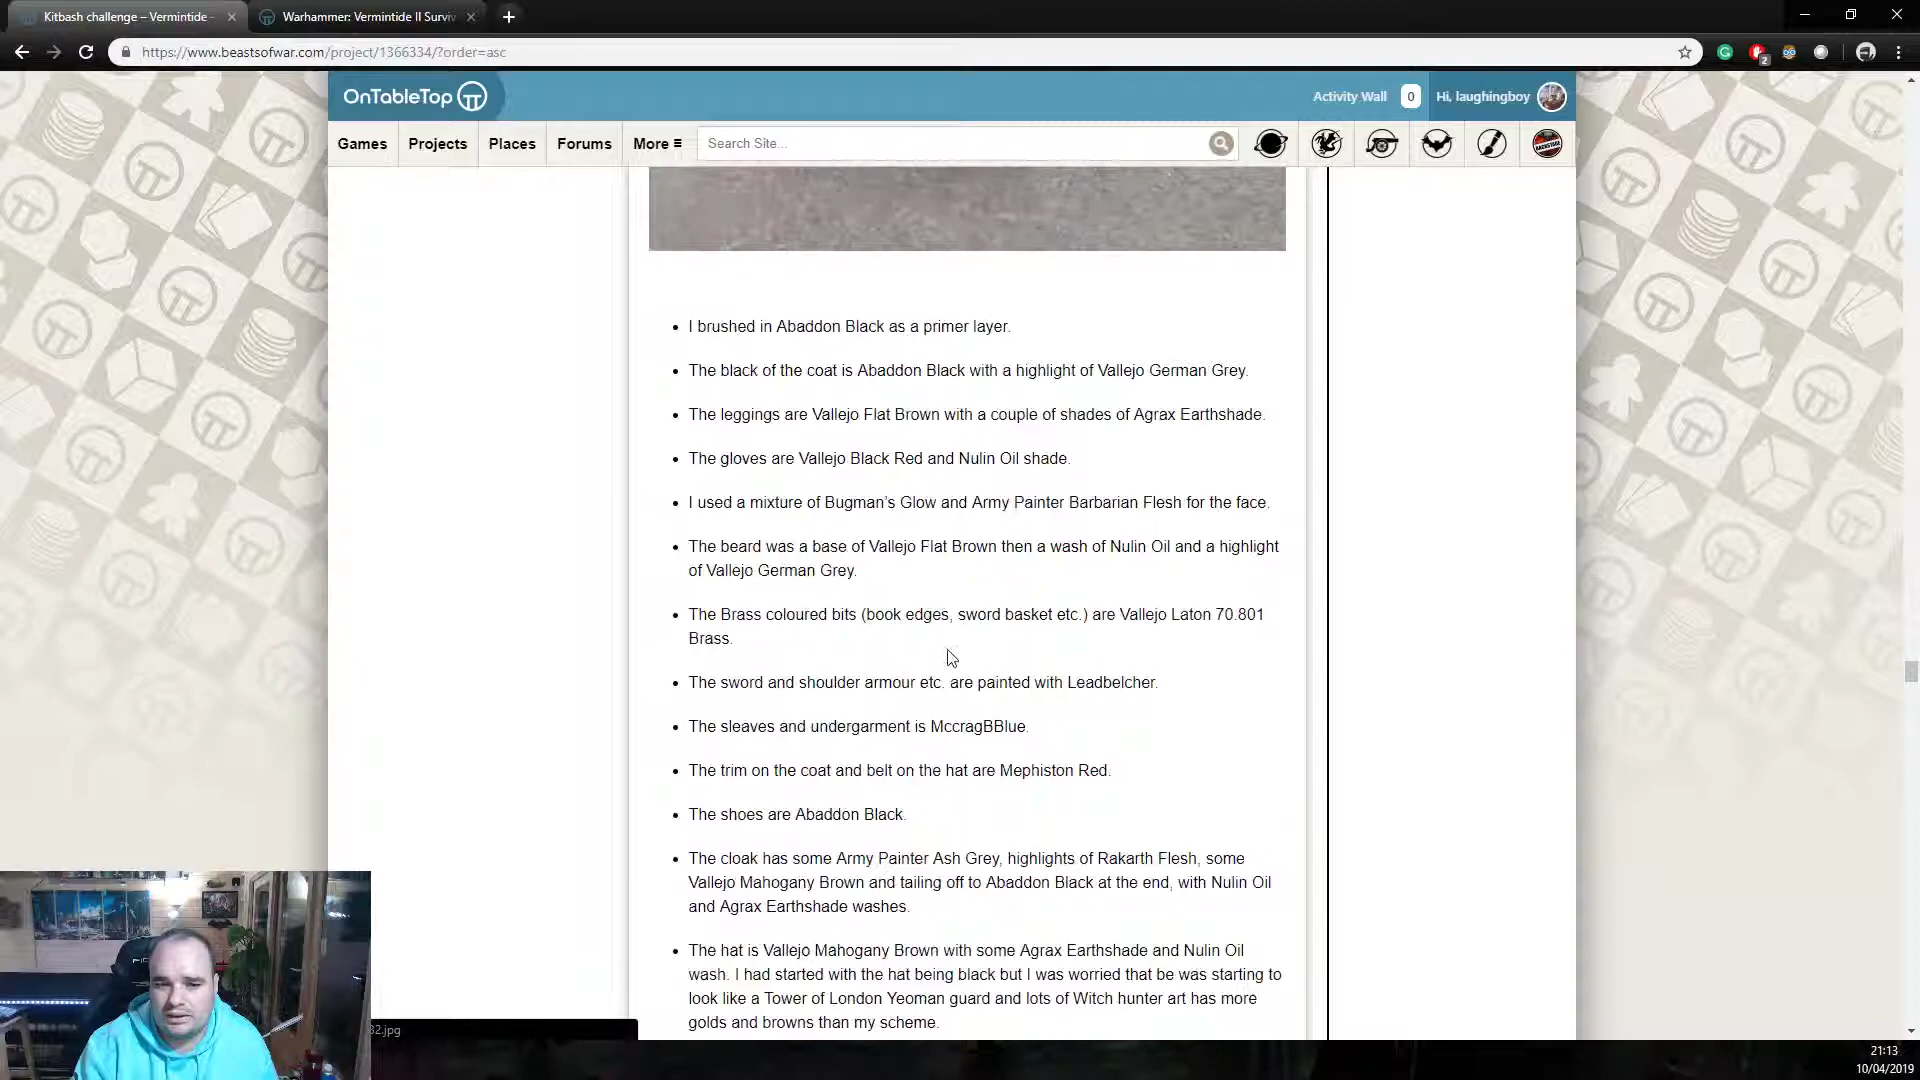 Kitbash challenge – Vermintide –
Warhammer: Vermintide II Surviv
https://www.beastsofwar.com/project/1366334/?order=asc
2
OnTableTop
Activity Wall 0 Hi, laughingboy
Games Projects Places Forums More ≡ Search Site...
BACKSTAGE
I brushed in Abaddon Black as a primer layer.
The black of the coat is Abaddon Black with a highlight of Vallejo German Grey.
The leggings are Vallejo Flat Brown with a couple of shades of Agrax Earthshade.
The gloves are Vallejo Black Red and Nulin Oil shade.
I used a mixture of Bugman’s Glow and Army Painter Barbarian Flesh for the face.
The beard was a base of Vallejo Flat Brown then a wash of Nulin Oil and a highlight
of Vallejo German Grey.
The Brass coloured bits (book edges, sword basket etc.) are Vallejo Laton 70.801
Brass.
The sword and shoulder armour etc. are painted with Leadbelcher.
The sleaves and undergarment is MccragBBlue.
The trim on the coat and belt on the hat are Mephiston Red.
The shoes are Abaddon Black.
The cloak has some Army Painter Ash Grey, highlights of Rakarth Flesh, some
Vallejo Mahogany Brown and tailing off to Abaddon Black at the end, with Nulin Oil
and Agrax Earthshade washes.
The hat is Vallejo Mahogany Brown with some Agrax Earthshade and Nulin Oil
wash. I had started with the hat being black but I was worried that be was starting to
look like a Tower of London Yeoman guard and lots of Witch hunter art has more
golds and browns than my scheme.
32.jpg
21:13
10/04/2019